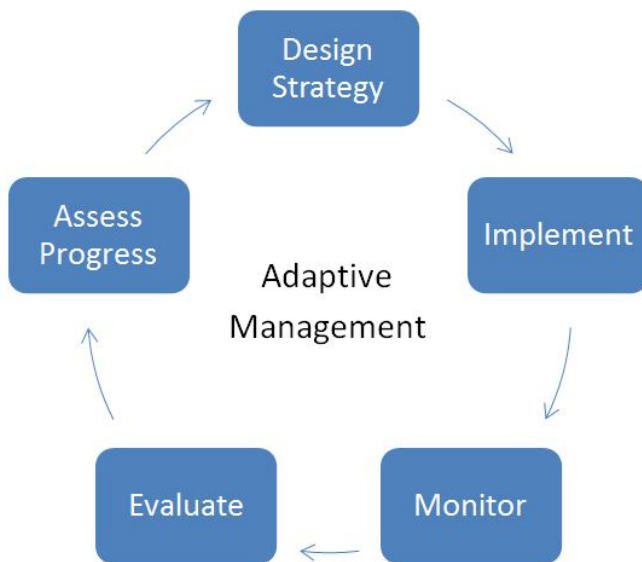 Design
Strategy
Implement
Monitor
Evaluate
Assess
Progress
Adaptive
Management